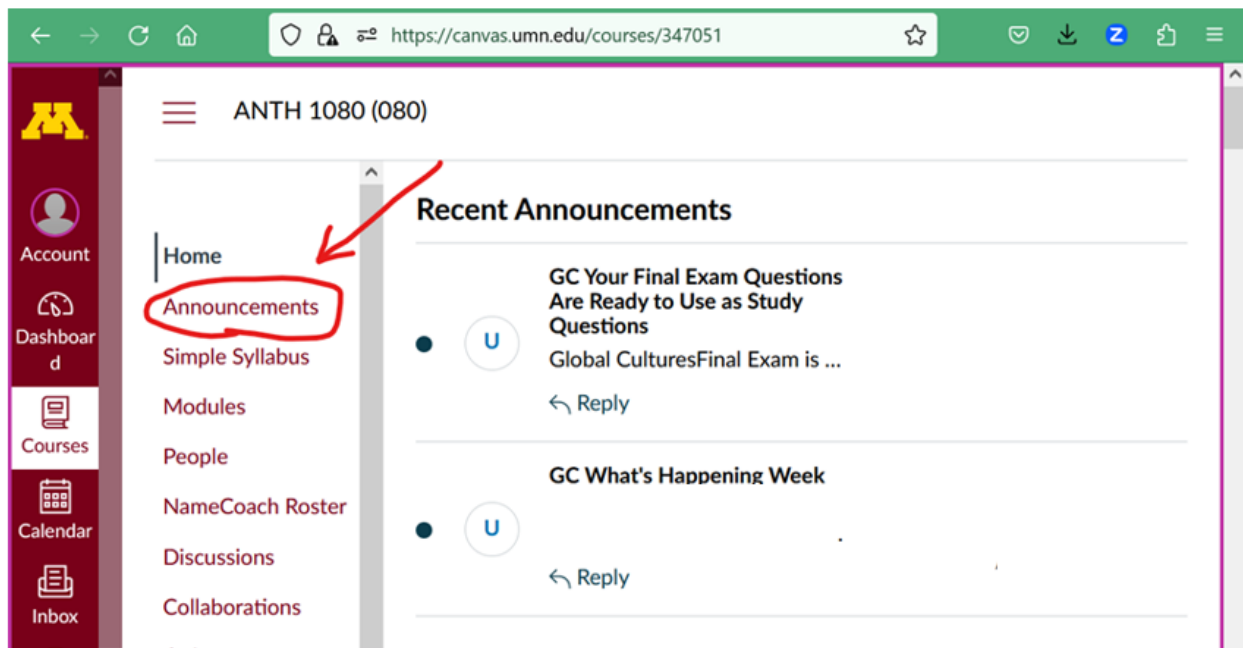 https://canvas.umn.edu/courses/347051
Z
M
ANTH 1080 (080)
Account
Dashboar
d
Courses
Calendar
Inbox
Home
Announcements
Simple Syllabus
Modules
People
NameCoach Roster
Discussions
Collaborations
Recent Announcements
GC Your Final Exam Questions
Are Ready to Use as Study
Questions
U
Global CulturesFinal Exam is ...
Reply
GC What's Happening Week
U
Reply